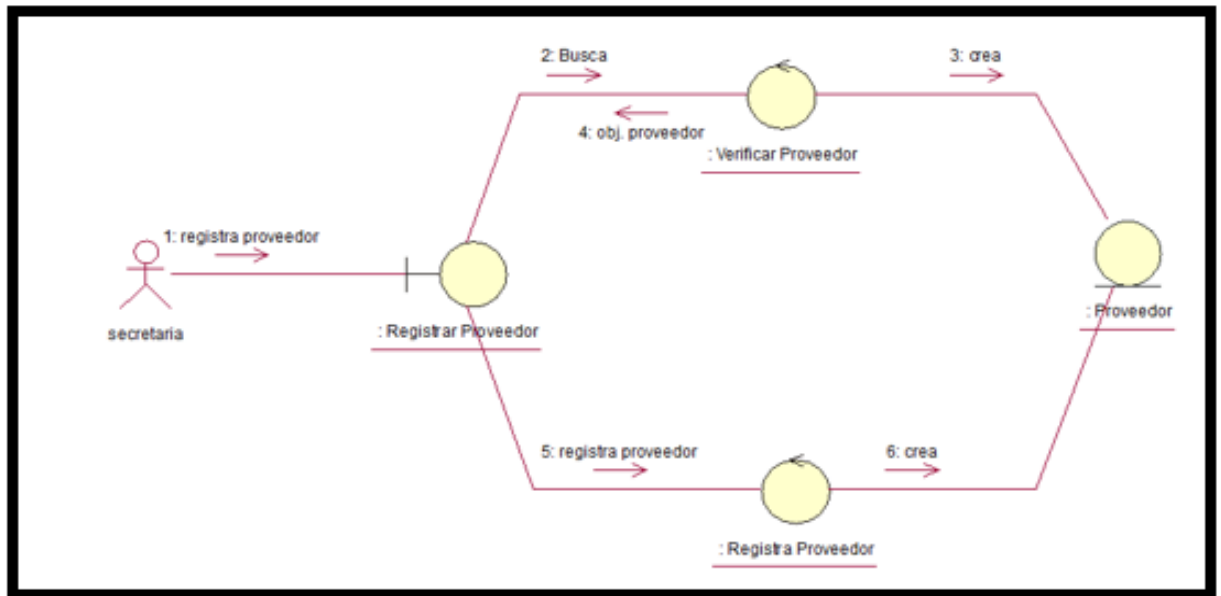 2: Busca
3: crea
4: obj. proveedor
: Verificar Proveedor
1: registra proveedor
secretaria
: Registrar Proveedor
: Proveedor
5: registra proveedor
6: crea
: Registra Proveedor